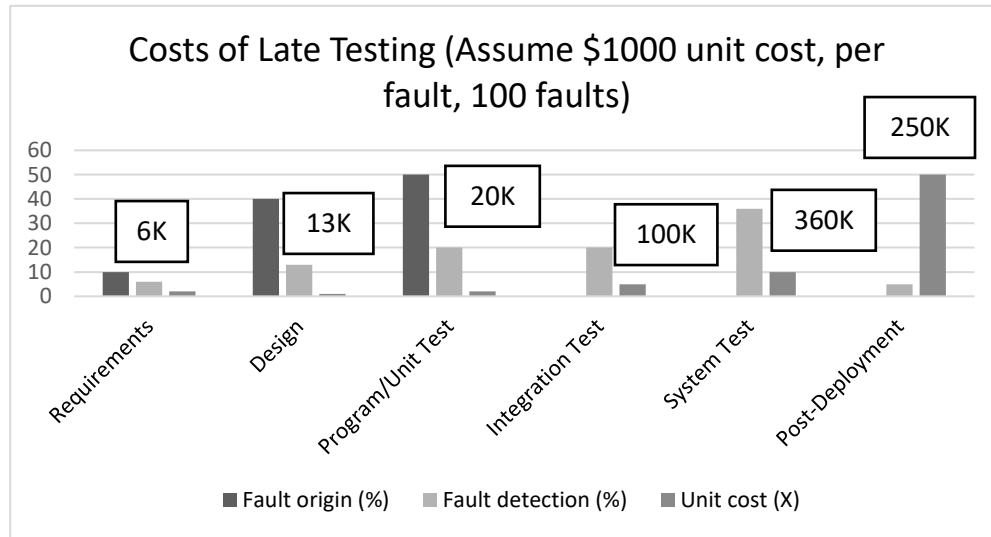 Costs of Late Testing (Assume $1000 unit cost, per
fault, 100 faults)
250K
60
50
40
30
20
10
0
6K
13K
20K
100K
360K
Requirements
Design
Program/Unit Test
Integration Test
System Test
Post-Deployment
Fault origin (%)
Fault detection (%)
Unit cost (X)